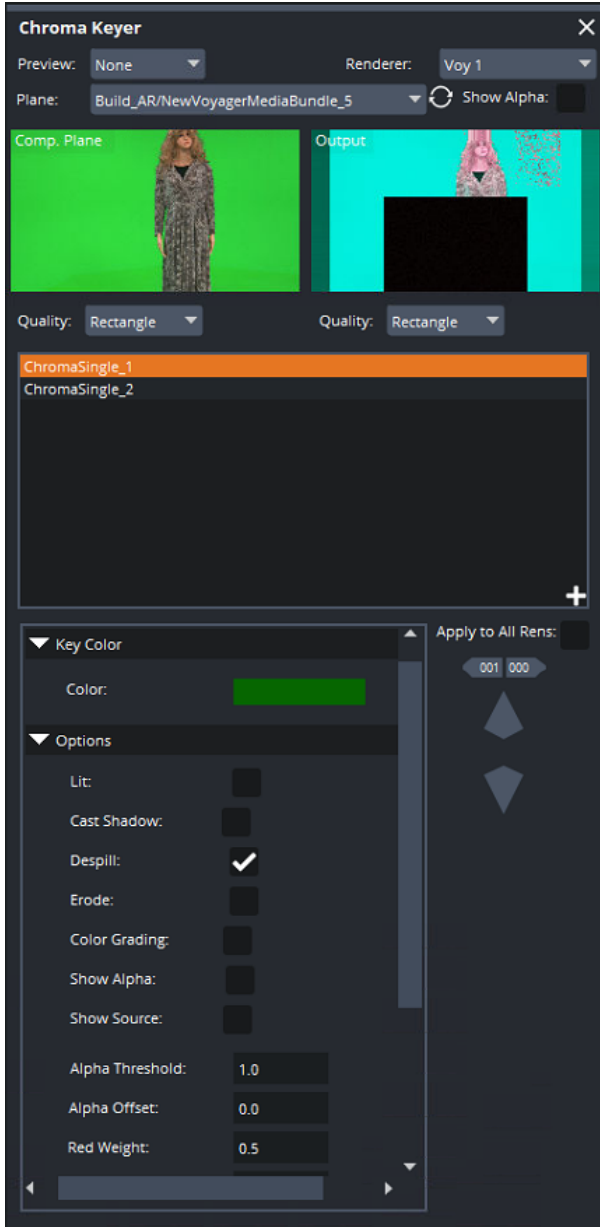 Chroma Keyer
Preview: None Renderer: Voy 1
Plane: Build_AR/NewVoyagerMediaBundle_5 Show Alpha:
Comp. Plane Output
Quality: Rectangle Quality: Rectangle
ChromaSingle_1
ChromaSingle_2
Apply to All Rens:
001 000
Key Color
Color:
Options
Lit:
Cast Shadow:
Despill:
Erode:
Color Grading:
Show Alpha:
Show Source:
Alpha Threshold: 1.0
Alpha Offset: 0.0
Red Weight: 0.5